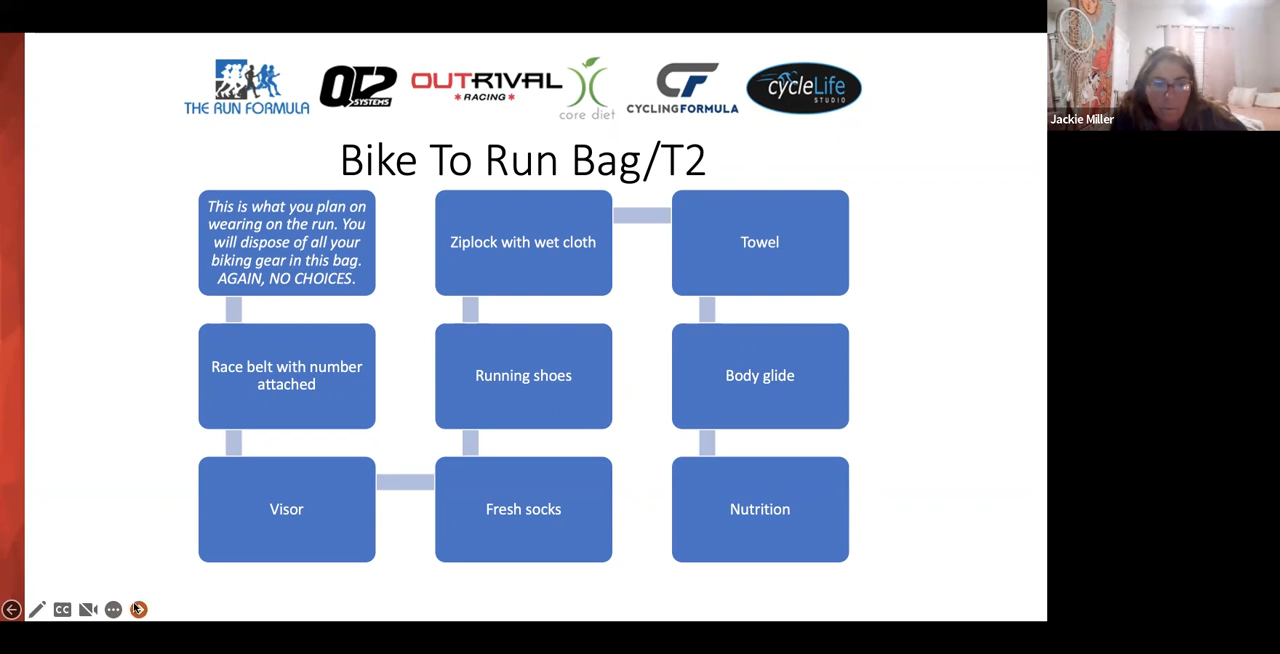 THE RUN FORMULA
QT2
SYSTEMS
OUTRIVAL
RACING
core diet
CF
CYCLINGFORMULA
cycleLife
STUDIO
Jackie Miller
Bike To Run Bag/T2
This is what you plan on
wearing on the run. You
will dispose of all your
biking gear in this bag.
AGAIN, NO CHOICES.
Race belt with number
attached
Visor
Fresh socks
Running shoes
Ziplock with wet cloth
Towel
Body glide
Nutrition
CC